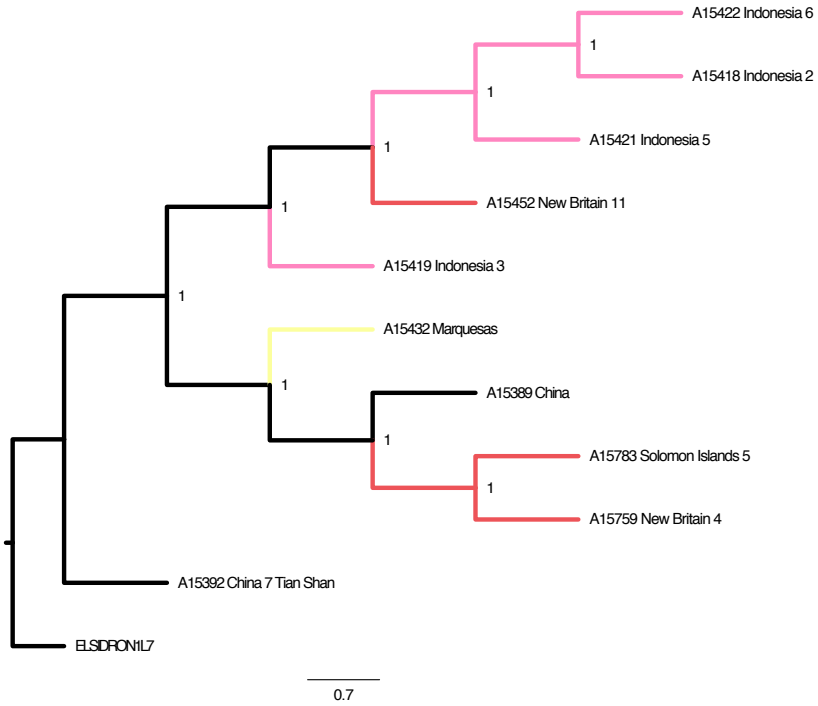 A15422 Indonesia 6
1
A15418 Indonesia 2
1
A15421 Indonesia 5
1
A15452 New Britain 11
1
A15419 Indonesia 3
1
A15432 Marquesas
1
A15389 China
1
A15783 Solomon Islands 5
1
A15759 New Britain 4
A15392 China 7 Tian Shan
ELSIDRON1L7
0.7